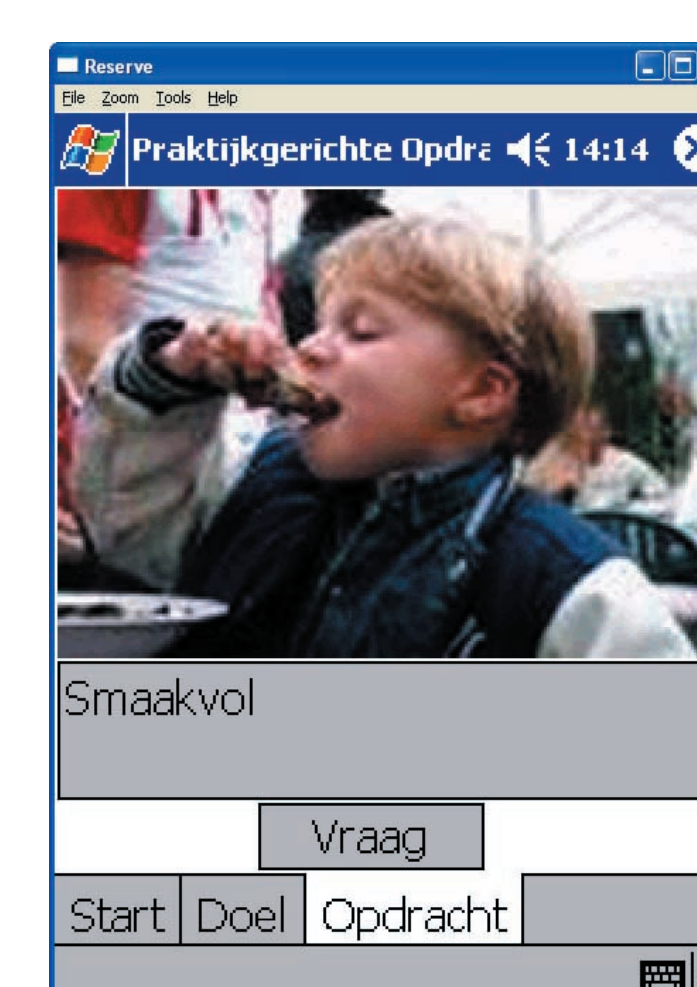 Reserve
File Zoom Tools Help
Praktijkgerichte Opdra 14:14
Smaakvol
Vraag
Start Doel Opdracht